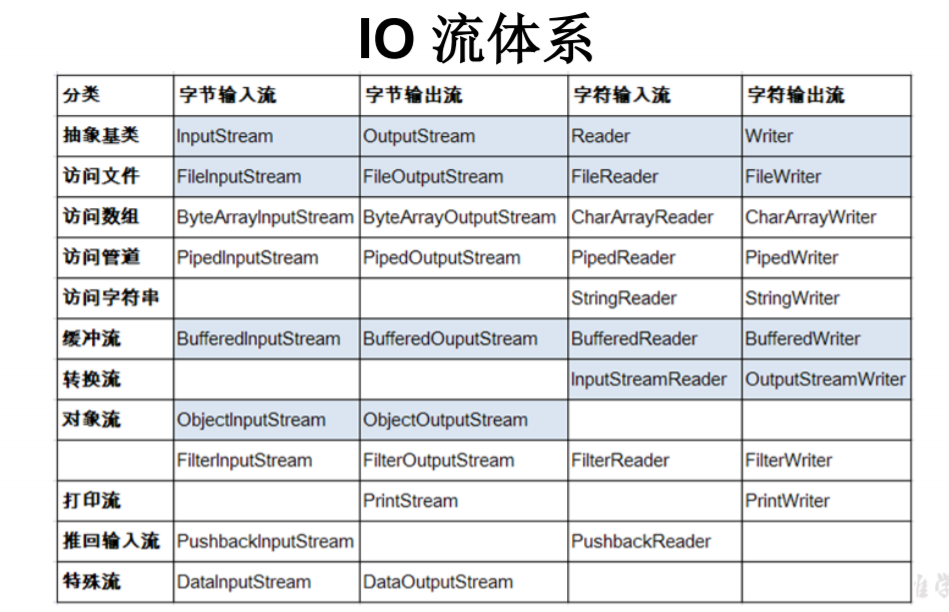 IO 流体系
分类 字节输入流 字节输出流 字符输入流 字符输出流
抽象基类 InputStream OutputStream Reader Writer
访问文件 FileInputStream FileOutputStream FileReader FileWriter
访问数组 ByteArrayInputStream ByteArrayOutputStream CharArrayReader CharArrayWriter
访问管道 PipedInputStream PipedOutputStream PipedReader PipedWriter
访问字符串 StringReader StringWriter
缓冲流 BufferedInputStream BufferedOuputStream BufferedReader BufferedWriter
转换流 InputStreamReader OutputStreamWriter
对象流 ObjectInputStream ObjectOutputStream
FilterInputStream FilterOutputStream FilterReader FilterWriter
打印流 PrintStream PrintWriter
推回输入流 PushbackInputStream PushbackReader
特殊流 DataInputStream DataOutputStream